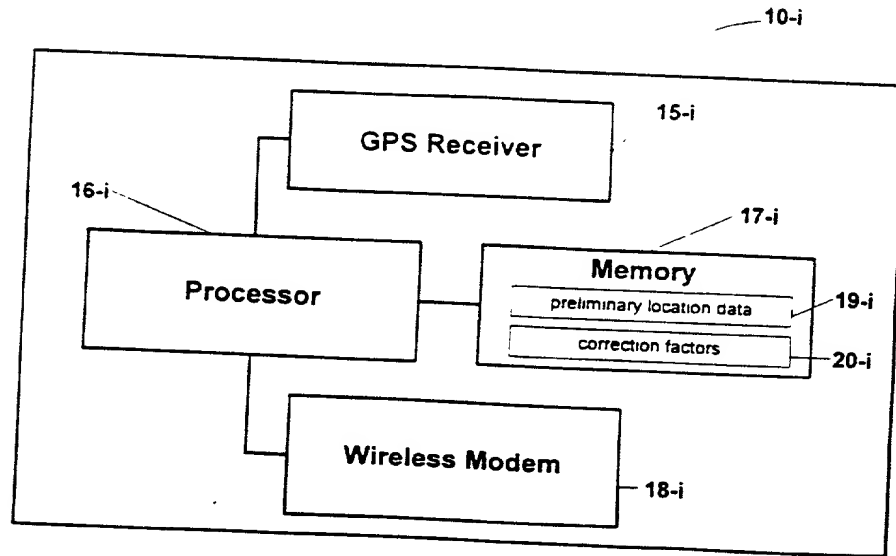 10-i
15-i
GPS Receiver
16-i
17-i
Memory
Processor
preliminary location data
19-i
correction factors
20-i
Wireless Modem
18-i